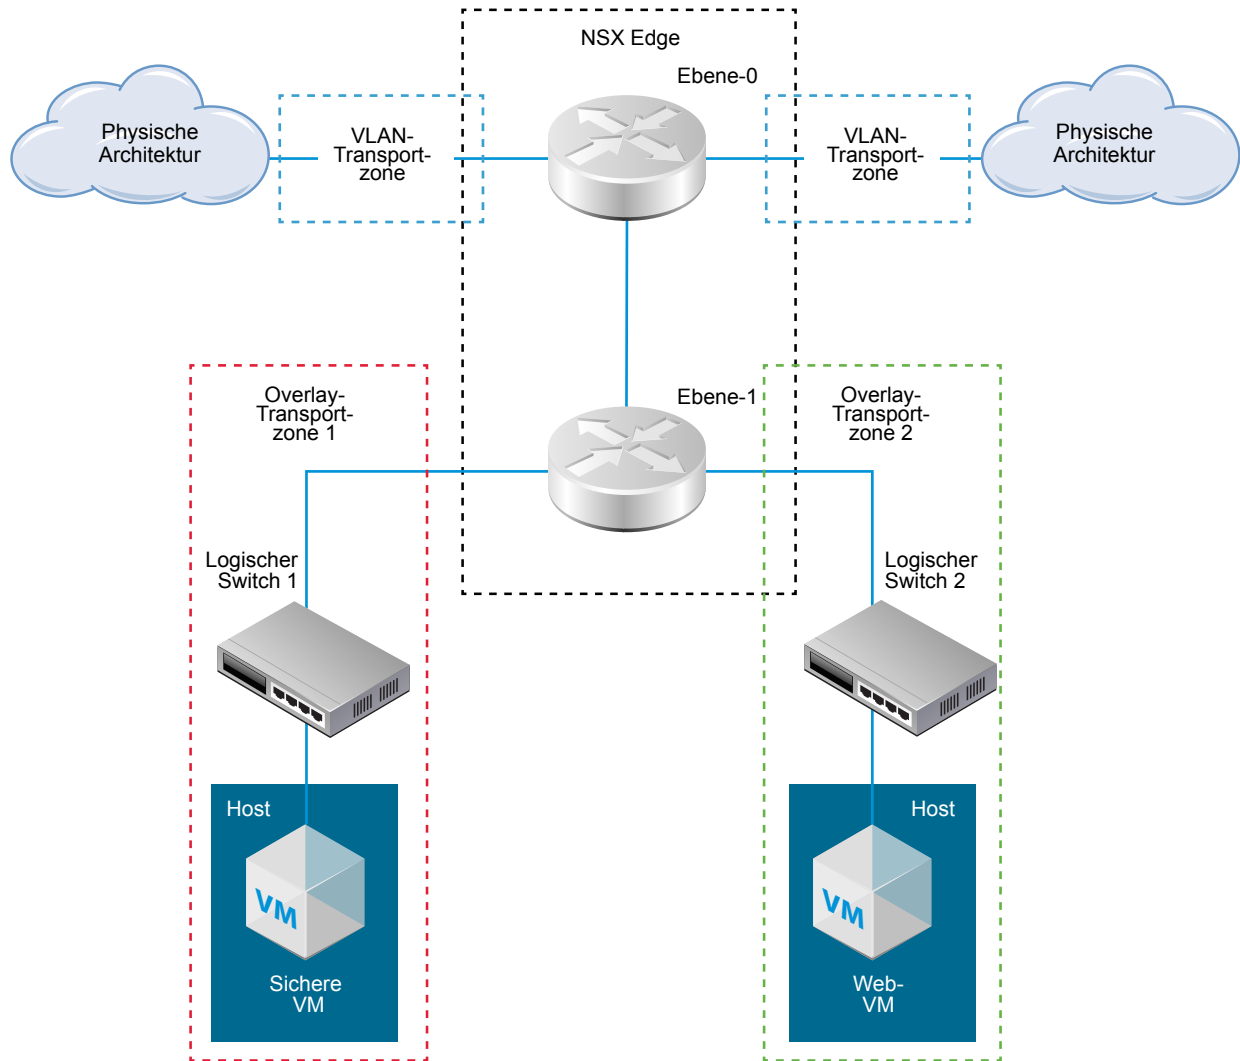 NSX Edge
Ebene-0
Physische
Architektur
VLAN-
Transport-
zone
VLAN-
Transport-
zone
Physische
Architektur
Overlay-
Transport-
zone 1
Ebene-1
Overlay-
Transport-
zone 2
Logischer
Switch 1
Logischer
Switch 2
Host
VM
Sichere
VM
Host
VM
Web-
VM